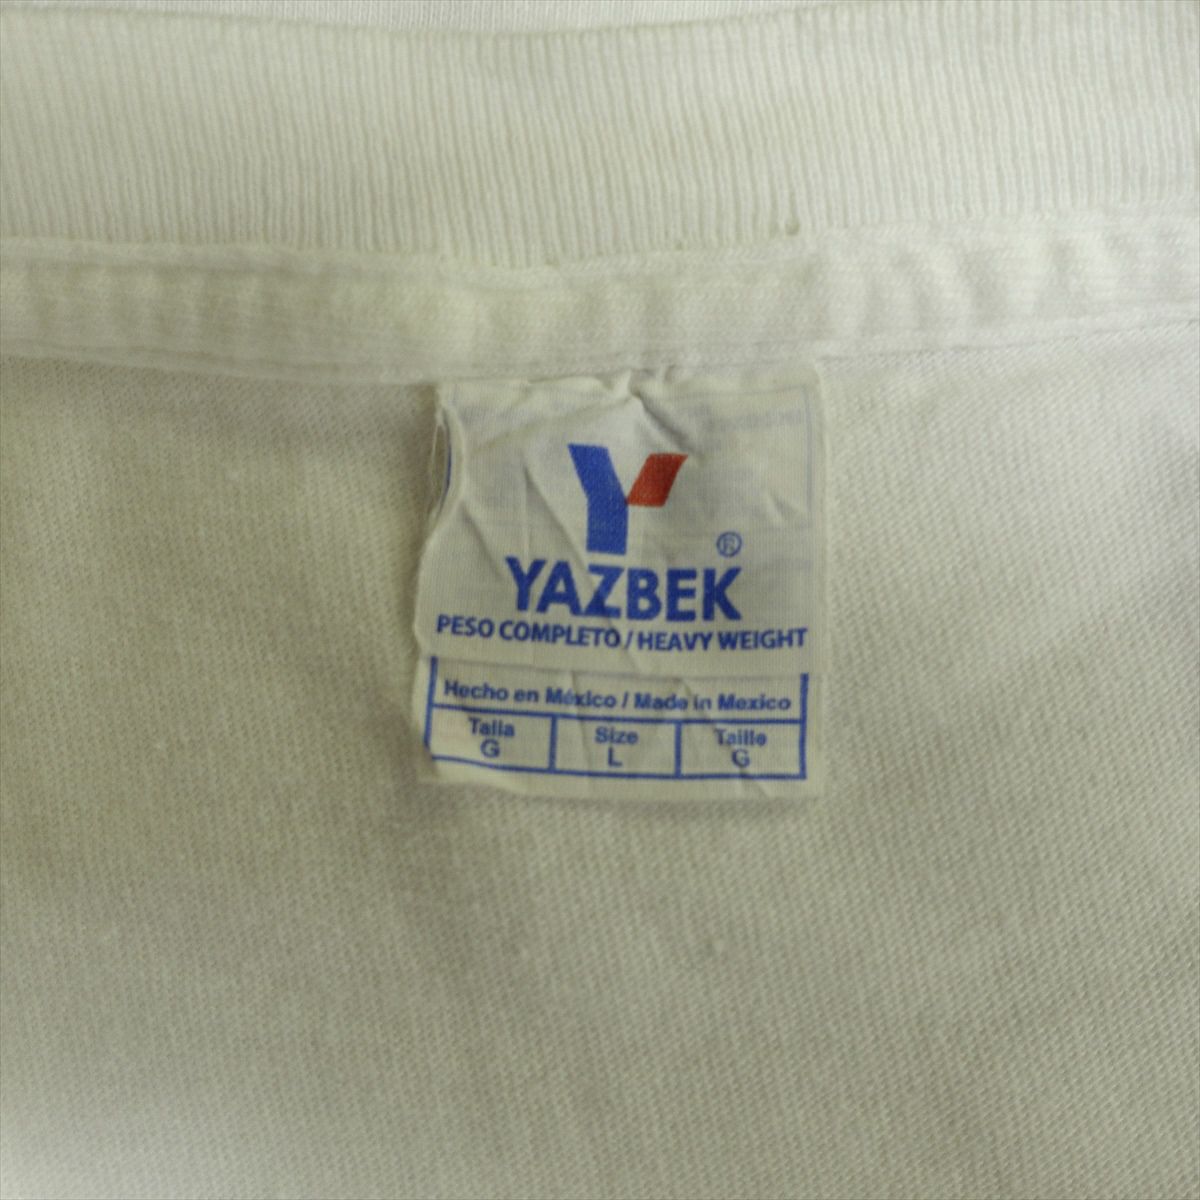 Y
®
YAZBEK
PESO COMPLETO / HEAVY WEIGHT
Hecho en México / Made in Mexico
Talla Size Taille
G L G